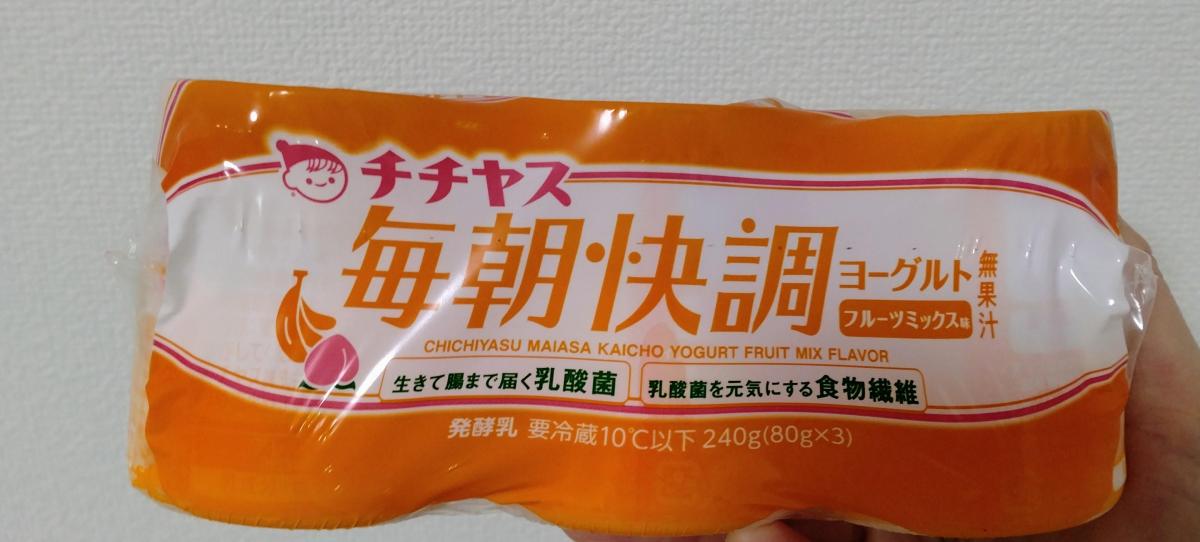 チチヤス
毎朝快調
ヨーグルト
無果汁
フルーツミックス味
CHICHIYASU MAIASA KAICHO YOGURT FRUIT MIX FLAVOR
生きて腸まで届く乳酸菌
乳酸菌を元気にする食物繊維
発酵乳 要冷蔵10℃以下 240g(80g×3)